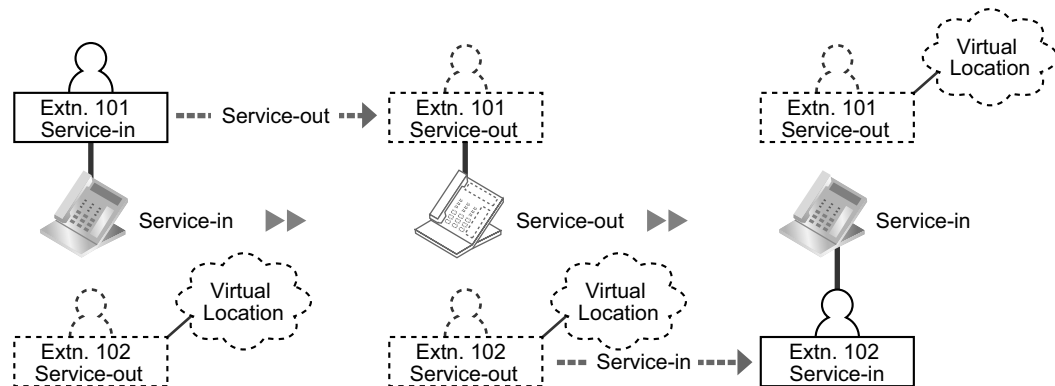 Virtual
Location
Extn. 101
Service-in
Service-out
Extn. 101
Service-out
Extn. 101
Service-out
Service-in
Service-out
Service-in
Virtual
Location
Virtual
Location
Extn. 102
Service-out
Extn. 102
Service-out
Service-in
Extn. 102
Service-in